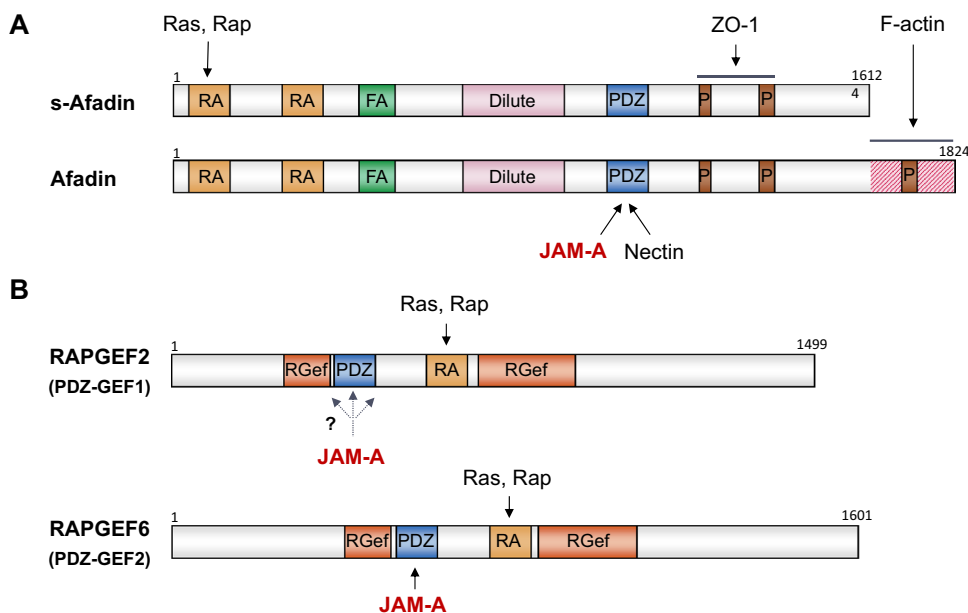 A
Ras, Rap
ZO-1
F-actin
1
1612
4
s-Afadin
RA
RA
FA
Dilute
PDZ
P
P
1
1824
Afadin
RA
RA
FA
Dilute
PDZ
P
P
P
JAM-A
Nectin
B
Ras, Rap
1
1499
RAPGEF2
(PDZ-GEF1)
RGef
PDZ
RA
RGef
?
JAM-A
Ras, Rap
1
1601
RAPGEF6
(PDZ-GEF2)
RGef
PDZ
RA
RGef
JAM-A